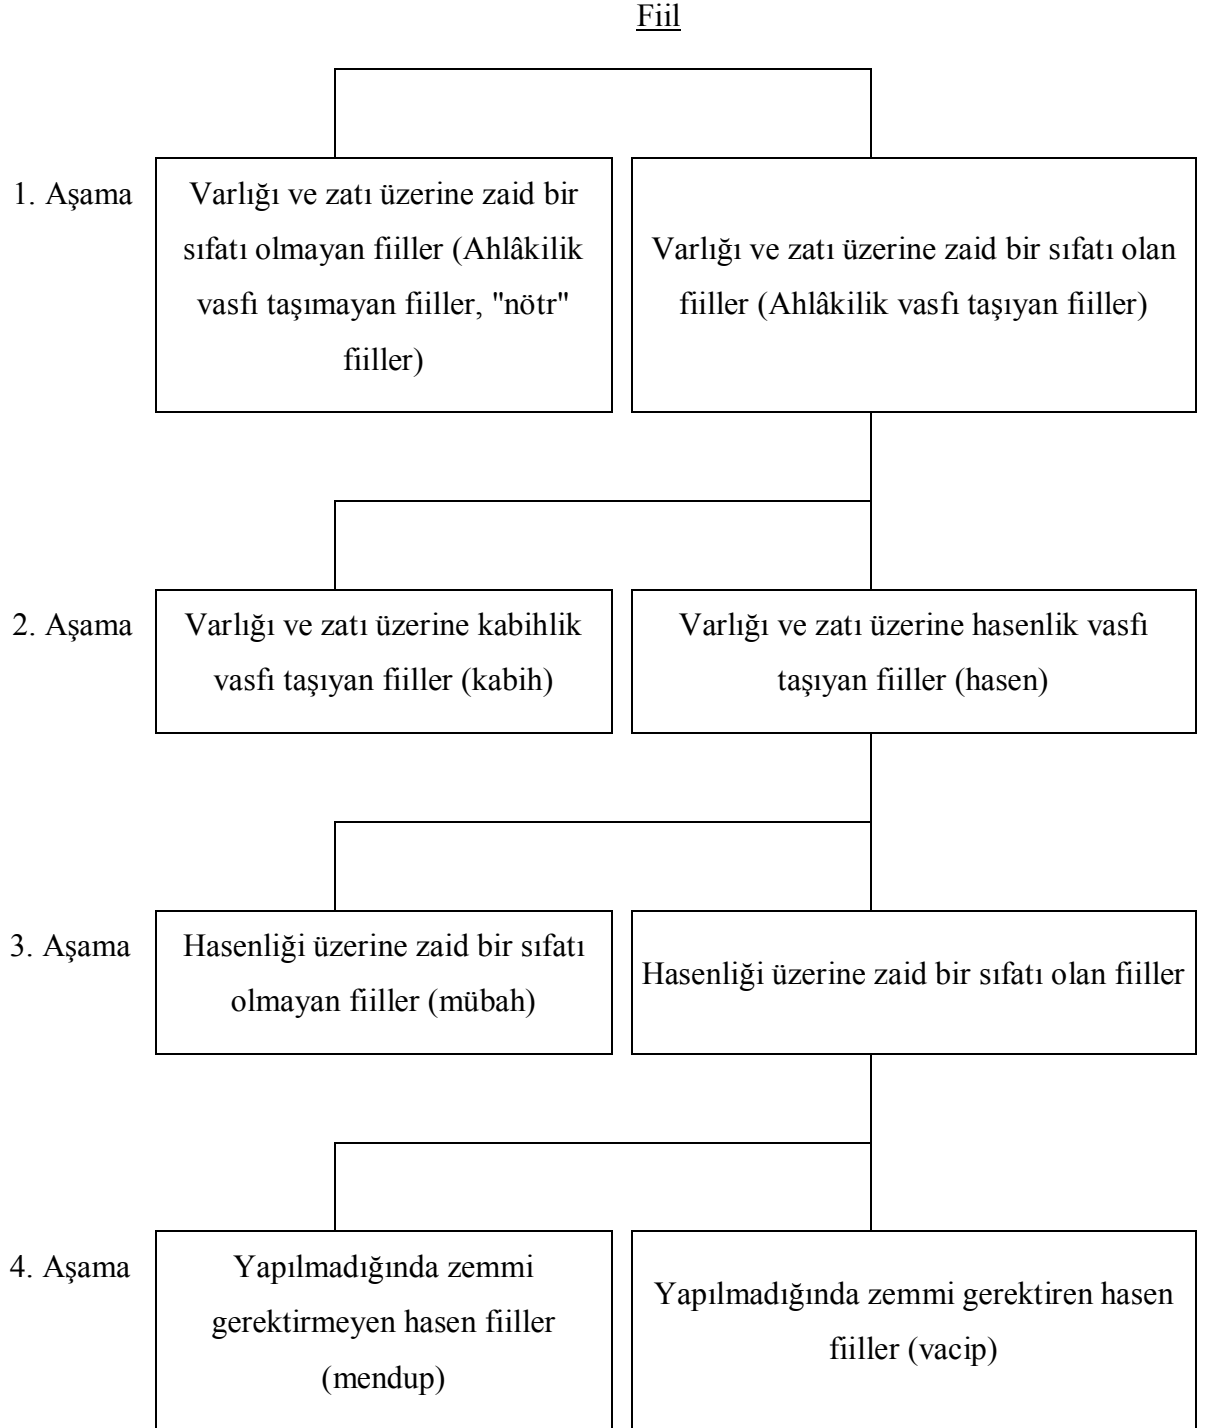 Fiil
1. Aşama
Varlığı ve zatı üzerine zaid bir
sıfatı olmayan fiiller (Ahlâkilik
vasfı taşımayan fiiller, "nötr"
fiiller)
Varlığı ve zatı üzerine zaid bir sıfatı olan
fiiller (Ahlâkilik vasfı taşıyan fiiller)
2. Aşama
Varlığı ve zatı üzerine kabihlik
vasfı taşıyan fiiller (kabih)
Varlığı ve zatı üzerine hasenlik vasfı
taşıyan fiiller (hasen)
3. Aşama
Hasenliği üzerine zaid bir sıfatı
olmayan fiiller (mübah)
Hasenliği üzerine zaid bir sıfatı olan fiiller
4. Aşama
Yapılmadığında zemmi
gerektirmeyen hasen fiiller
(mendup)
Yapılmadığında zemmi gerektiren hasen
fiiller (vacip)